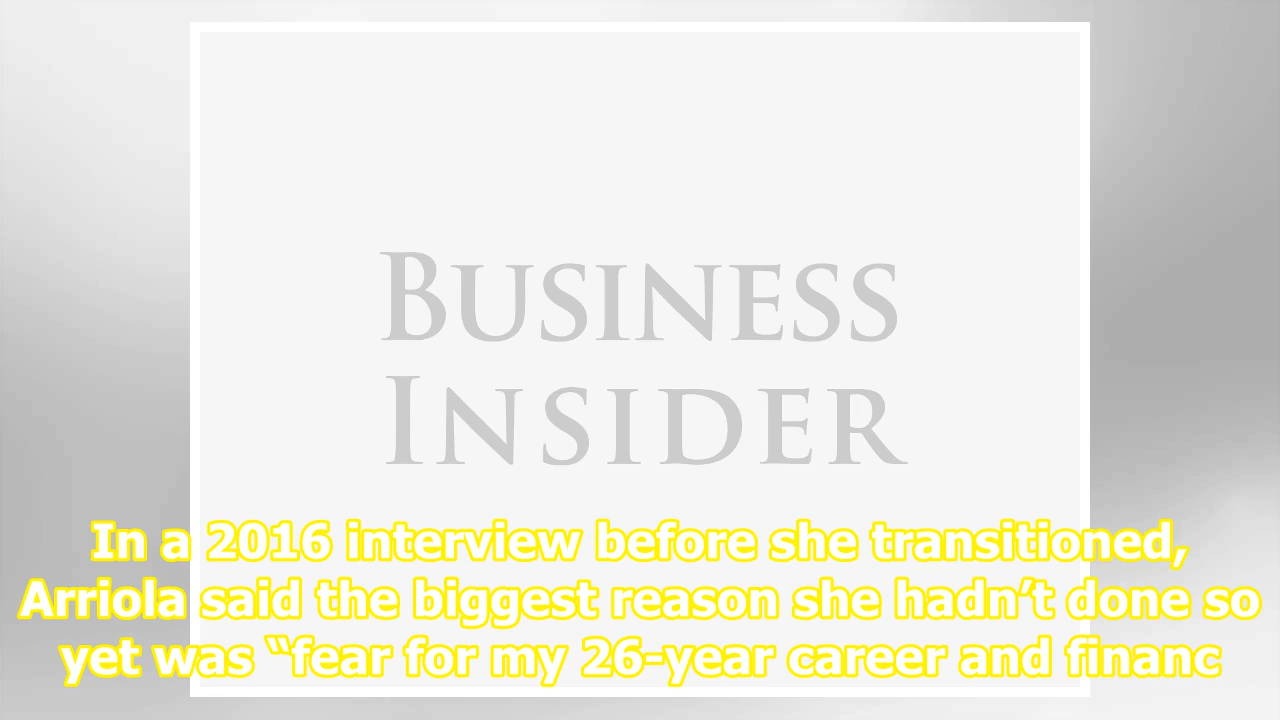 BUSINESS
INSIDER
In a 2016 interview before she transitioned,
Arriola said the biggest reason she hadn’t done so
yet was “fear for my 26-year career and financ